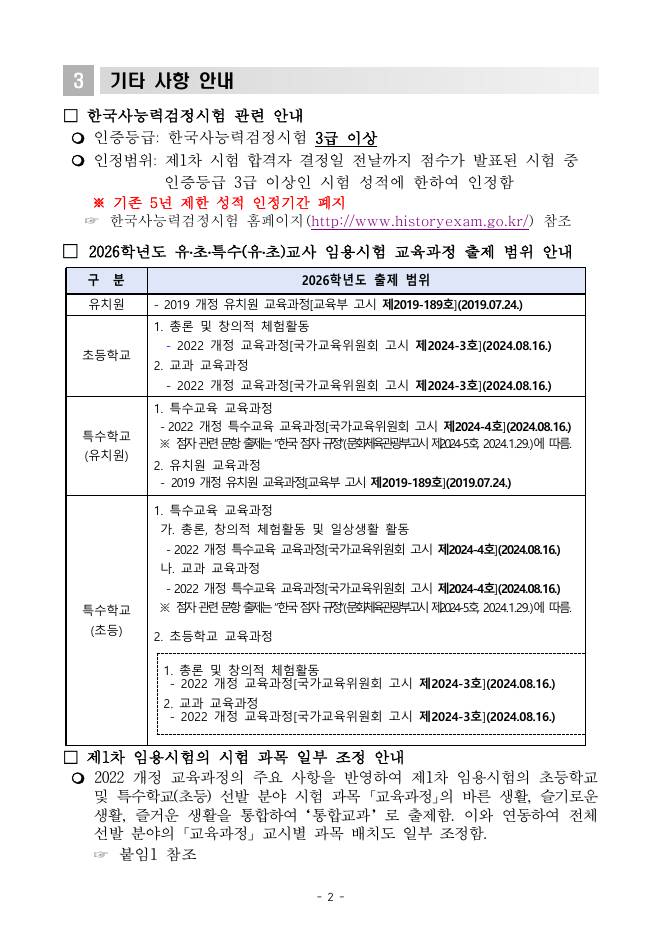 3 기타 사항 안내
□ 한국사능력검정시험 관련 안내
❍ 인증등급: 한국사능력검정시험 3급 이상
❍ 인정범위: 제1차 시험 합격자 결정일 전날까지 점수가 발표된 시험 중
인증등급 3급 이상인 시험 성적에 한하여 인정함
※ 기존 5년 제한 성적 인정기간 폐지
☞ 한국사능력검정시험 홈페이지(http://www.historyexam.go.kr/) 참조
□ 2026학년도 유·초·특수(유·초)교사 임용시험 교육과정 출제 범위 안내
구 분 2026학년도 출제 범위
유치원 - 2019 개정 유치원 교육과정[교육부 고시 제2019-189호](2019.07.24.)
초등학교
1. 총론 및 창의적 체험활동
- 2022 개정 교육과정[국가교육위원회 고시 제2024-3호](2024.08.16.)
2. 교과 교육과정
- 2022 개정 교육과정[국가교육위원회 고시 제2024-3호](2024.08.16.)
특수학교
(유치원)
1. 특수교육 교육과정
- 2022 개정 특수교육 교육과정[국가교육위원회 고시 제2024-4호](2024.08.16.)
※ 점자 관련 문항 출제는 “한국 점자 규정”(문화체육관광부고시 제2024-5호, 2024.1.29.)에 따름.
2. 유치원 교육과정
- 2019 개정 유치원 교육과정[교육부 고시 제2019-189호](2019.07.24.)
특수학교
(초등)
1. 특수교육 교육과정
가. 총론, 창의적 체험활동 및 일상생활 활동
- 2022 개정 특수교육 교육과정[국가교육위원회 고시 제2024-4호](2024.08.16.)
나. 교과 교육과정
- 2022 개정 특수교육 교육과정[국가교육위원회 고시 제2024-4호](2024.08.16.)
※ 점자 관련 문항 출제는 “한국 점자 규정”(문화체육관광부고시 제2024-5호, 2024.1.29.)에 따름.
2. 초등학교 교육과정
1. 총론 및 창의적 체험활동
- 2022 개정 교육과정[국가교육위원회 고시 제2024-3호](2024.08.16.)
2. 교과 교육과정
- 2022 개정 교육과정[국가교육위원회 고시 제2024-3호](2024.08.16.)
□ 제1차 임용시험의 시험 과목 일부 조정 안내
❍ 2022 개정 교육과정의 주요 사항을 반영하여 제1차 임용시험의 초등학교
및 특수학교(초등) 선발 분야 시험 과목 「교육과정」의 바른 생활, 슬기로운
생활, 즐거운 생활을 통합하여 ‘통합교과’ 로 출제함. 이와 연동하여 전체
선발 분야의 「교육과정」 교시별 과목 배치도 일부 조정함.
☞ 붙임1 참조
- 2 -